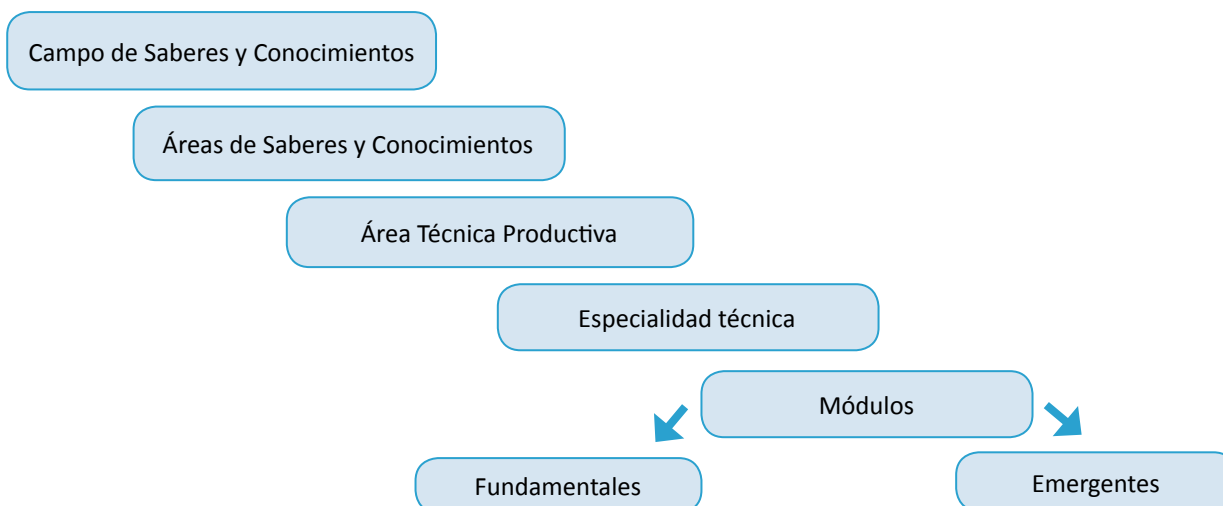 Campo de Saberes y Conocimientos
Áreas de Saberes y Conocimientos
Área Técnica Productiva
Especialidad técnica
Módulos
Fundamentales
Emergentes